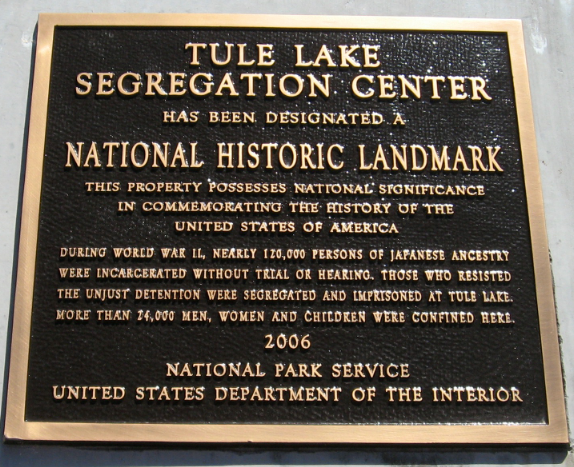 TULE LAKE
SEGREGATION CENTER
HAS BEEN DESIGNATED A
NATIONAL HISTORIC LANDMARK
THIS PROPERTY POSSESSES NATIONAL SIGNIFICANCE
IN COMMEMORATING THE HISTORY OF THE
UNITED STATES OF AMERICA
DURING WORLD WAR II, NEARLY 120,000 PERSONS OF JAPANESE ANCESTRY
WERE INCARCERATED WITHOUT TRIAL OR HEARING. THOSE WHO RESISTED
THE UNJUST DETENTION WERE SEGREGATED AND IMPRISONED AT TULE LAKE.
MORE THAN 24,000 MEN, WOMEN AND CHILDREN WERE CONFINED HERE.
2006
NATIONAL PARK SERVICE
UNITED STATES DEPARTMENT OF THE INTERIOR